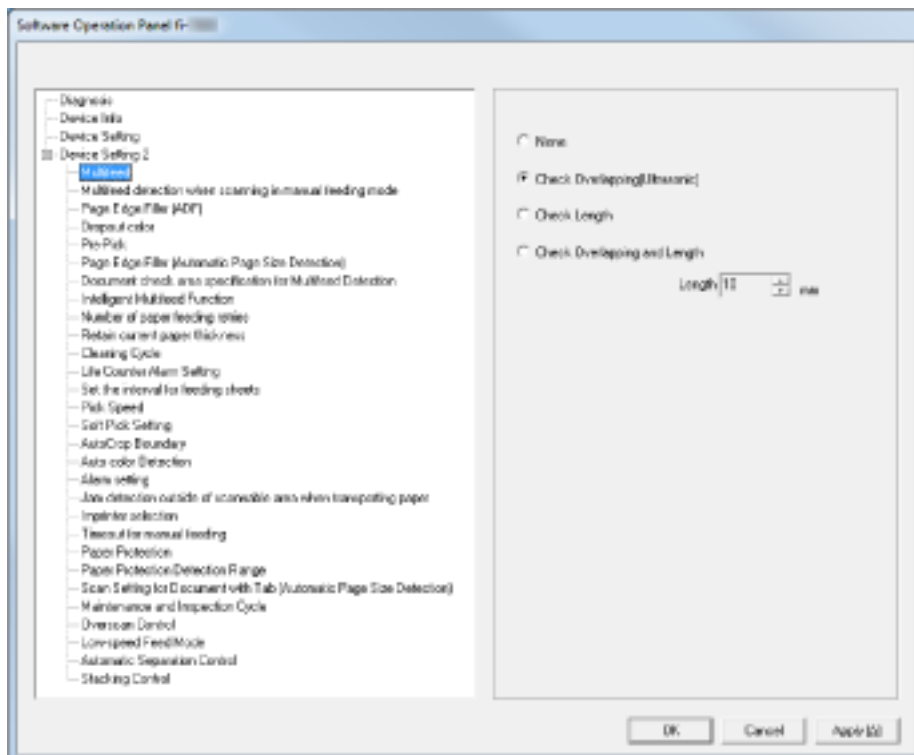 Software Operation Panel fi-
Diagnosis
Device Info
Device Setting
Device Setting 2
Multifeed
Multifeed detection when scanning in manual feeding mode
Page Edge Filler (ADF)
Dropout color
Pre-Pick
Page Edge Filler (Automatic Page Size Detection)
Document check area specification for Multifeed Detection
Intelligent Multifeed Function
Number of paper feeding retries
Retain current paper thickness
Cleaning Cycle
Life Counter Alarm Setting
Set the interval for feeding sheets
Pick Speed
Soft Pick Setting
AutoCrop Boundary
Auto color Detection
Alarm setting
Jam detection outside of scannable area when transporting paper
Imprinter selection
Timeout for manual feeding
Paper Protection
Paper Protection Detection Range
Scan Setting for Document with Tab (Automatic Page Size Detection)
Maintenance and Inspection Cycle
Overscan Control
Low-speed Feed Mode
Automatic Separation Control
Stacking Control
None
Check Overlapping(Ultrasonic)
Check Length
Check Overlapping and Length
Length 10 mm
OK Cancel Apply (A)